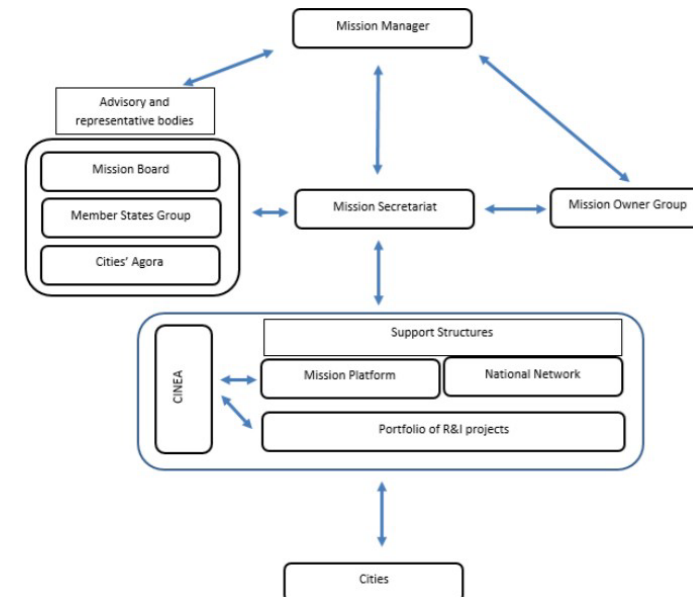 Mission Manager
Advisory and
representative bodies
Mission Board
Member States Group
Cities’ Agora
Mission Secretariat
Mission Owner Group
CINEA
Support Structures
Mission Platform
National Network
Portfolio of R&I projects
Cities